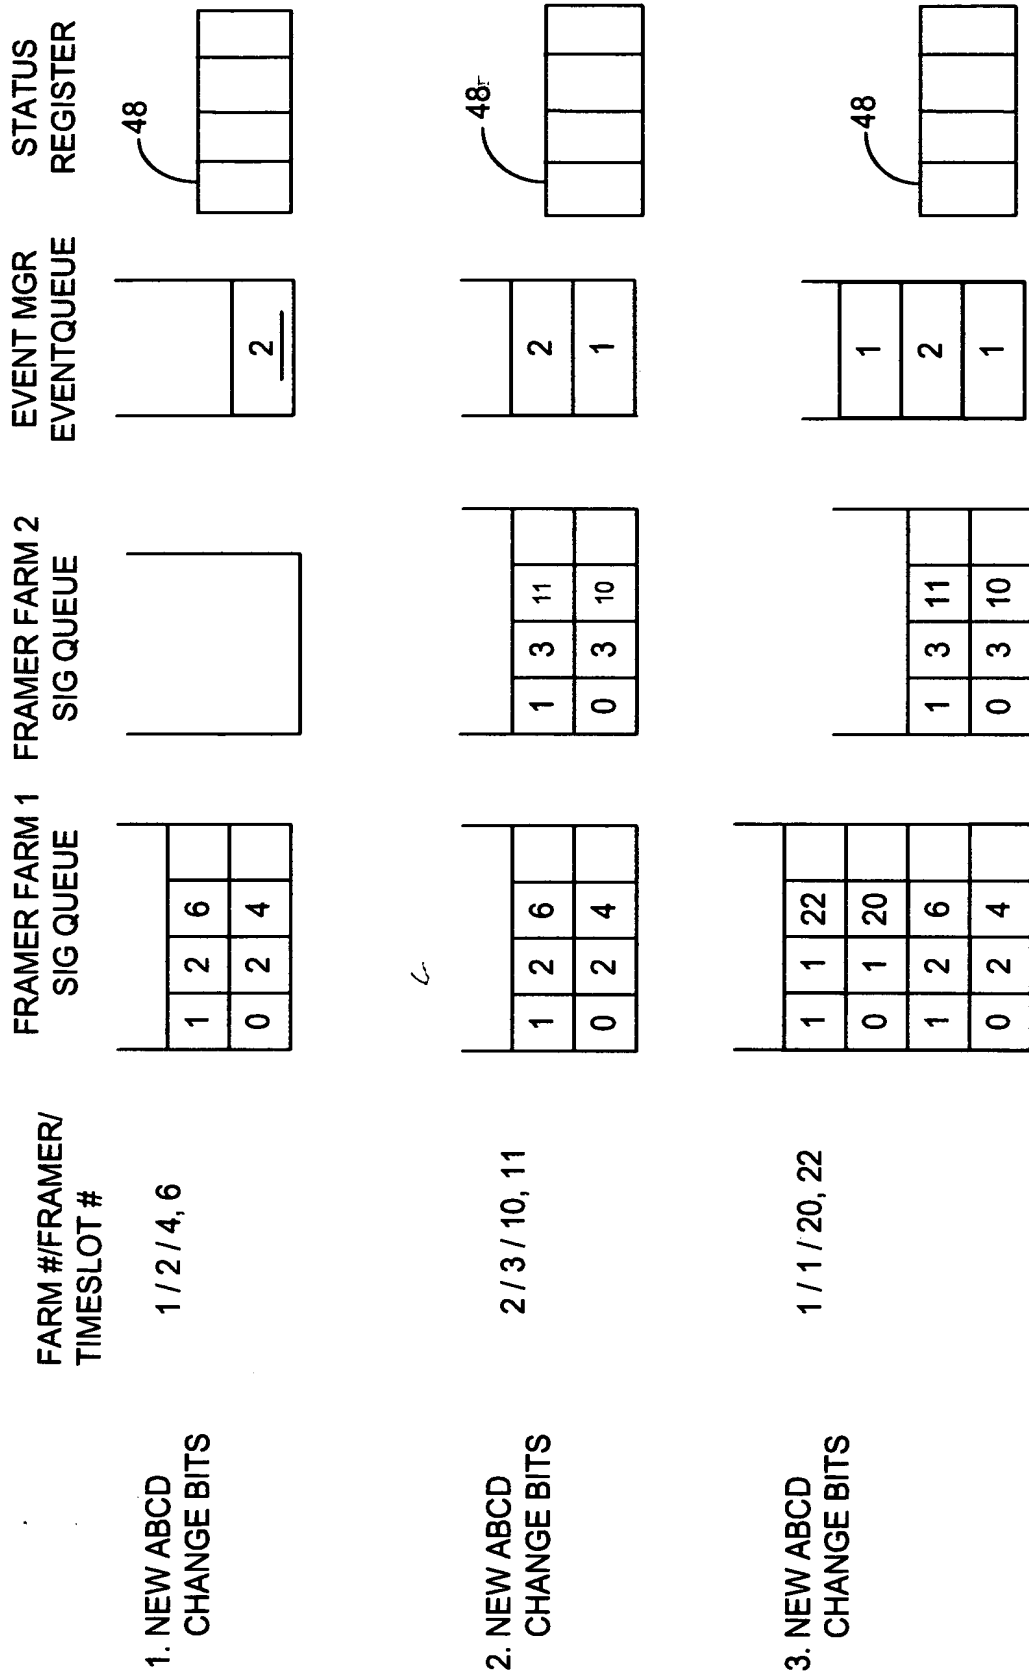 FARM #/FRAMER/
TIMESLOT #
FRAMER FARM 1
SIG QUEUE
FRAMER FARM 2
SIG QUEUE
EVENT MGR
EVENTQUEUE
STATUS
REGISTER
1. NEW ABCD
CHANGE BITS
1 / 2 / 4, 6
1 2 6
0 2 4
2
48
2. NEW ABCD
CHANGE BITS
2 / 3 / 10, 11
1 2 6
0 2 4
1 3 11
0 3 10
2
1
48
3. NEW ABCD
CHANGE BITS
1 / 1 / 20, 22
1 1 22
0 1 20
1 2 6
0 2 4
1 3 11
0 3 10
1
2
1
48